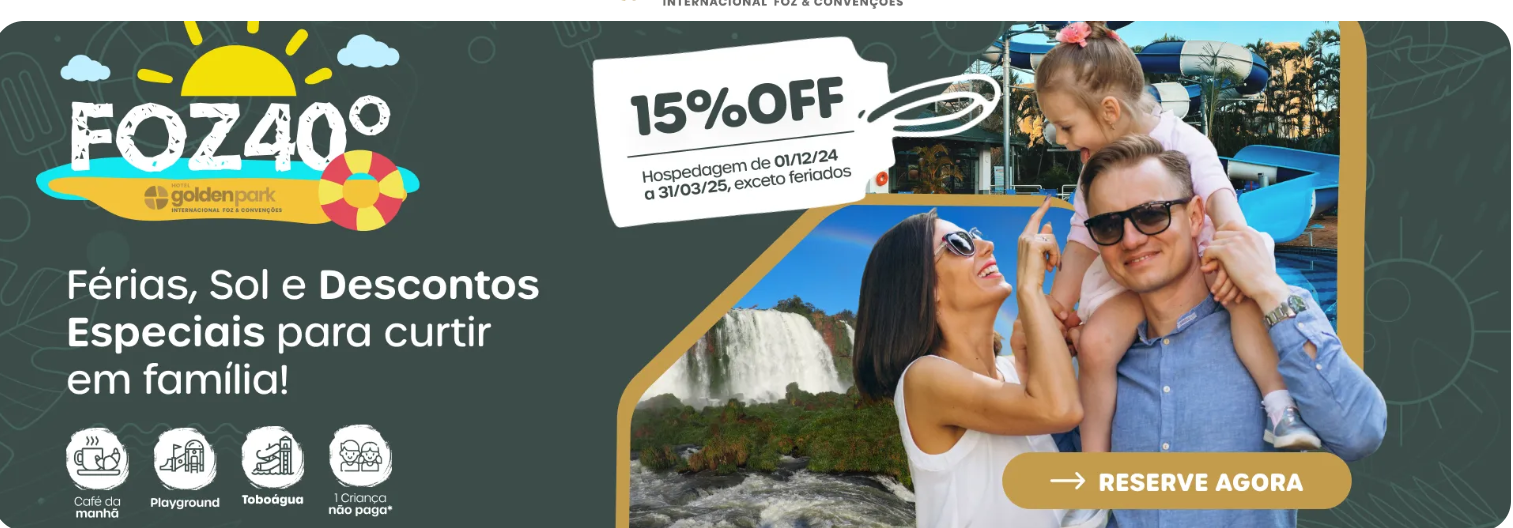 INTERNACIONAL FOZ & CONVENÇÕES
FOZ40º
HOTEL
goldenpark
INTERNACIONAL FOZ & CONVENÇÕES
15%OFF
Hospedagem de 01/12/24
a 31/03/25, exceto feriados
Férias, Sol e Descontos
Especiais para curtir
em família!
Café da
manhã
Playground
Toboágua
1 Criança
não paga*
→ RESERVE AGORA